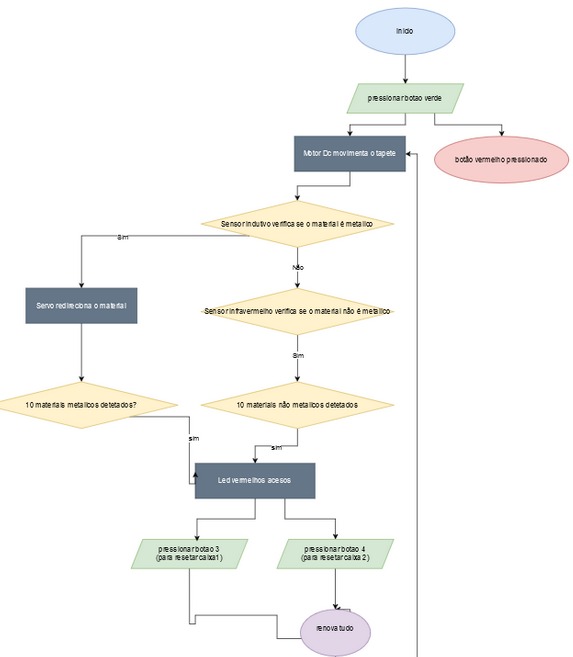 Inicio
pressionar botao verde
Motor Dc movimenta o tapete
botão vermelho pressionado
Sensor indutivo verifica se o material é metalico
Sim
Não
Servo redireciona o material
Sensor infravermelho verifica se o material não é metalico
Sim
10 materiais metalicos detetados?
10 materiais não metalicos detetados
sim
sim
Led vermelhos acesos
pressionar botao 3
(para resetar caixa1)
pressionar botao 4
(para resetar caixa 2)
renova tudo